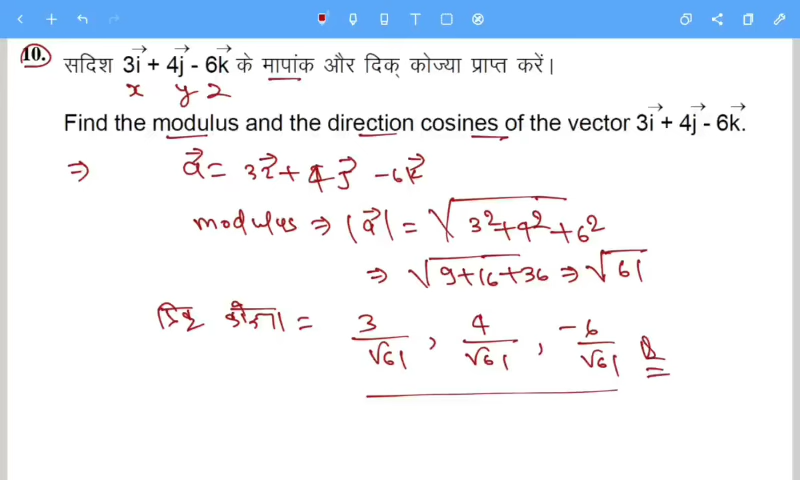 10. सदिश 3i + 4j - 6k के मापांक और दिक् कोज्या प्राप्त करें।
x y z
Find the modulus and the direction cosines of the vector 3i + 4j - 6k.
⇒ a⃗ = 3i⃗ + 4j⃗ - 6k⃗
modulus ⇒ |a⃗| = √3² + 4² + 6²
⇒ √9+16+36 ⇒ √61
दिक् कोज्या = 3/√61 , 4/√61 , -6/√61